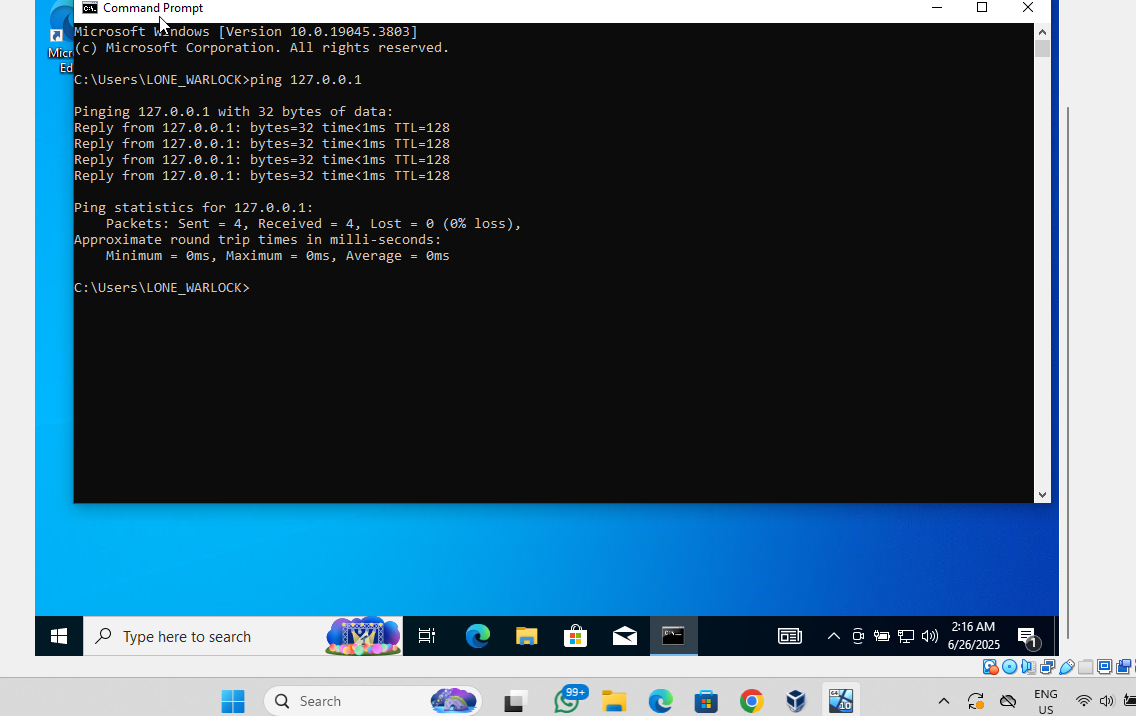 Command Prompt
Microsoft Windows [Version 10.0.19045.3803]
(c) Microsoft Corporation. All rights reserved.
C:\Users\LONE_WARLOCK>ping 127.0.0.1
Pinging 127.0.0.1 with 32 bytes of data:
Reply from 127.0.0.1: bytes=32 time<1ms TTL=128
Reply from 127.0.0.1: bytes=32 time<1ms TTL=128
Reply from 127.0.0.1: bytes=32 time<1ms TTL=128
Reply from 127.0.0.1: bytes=32 time<1ms TTL=128
Ping statistics for 127.0.0.1:
    Packets: Sent = 4, Received = 4, Lost = 0 (0% loss),
Approximate round trip times in milli-seconds:
    Minimum = 0ms, Maximum = 0ms, Average = 0ms
C:\Users\LONE_WARLOCK>
Micr
Ed
Type here to search
2:16 AM
6/26/2025
1
Search
99+
64
10
ENG
US